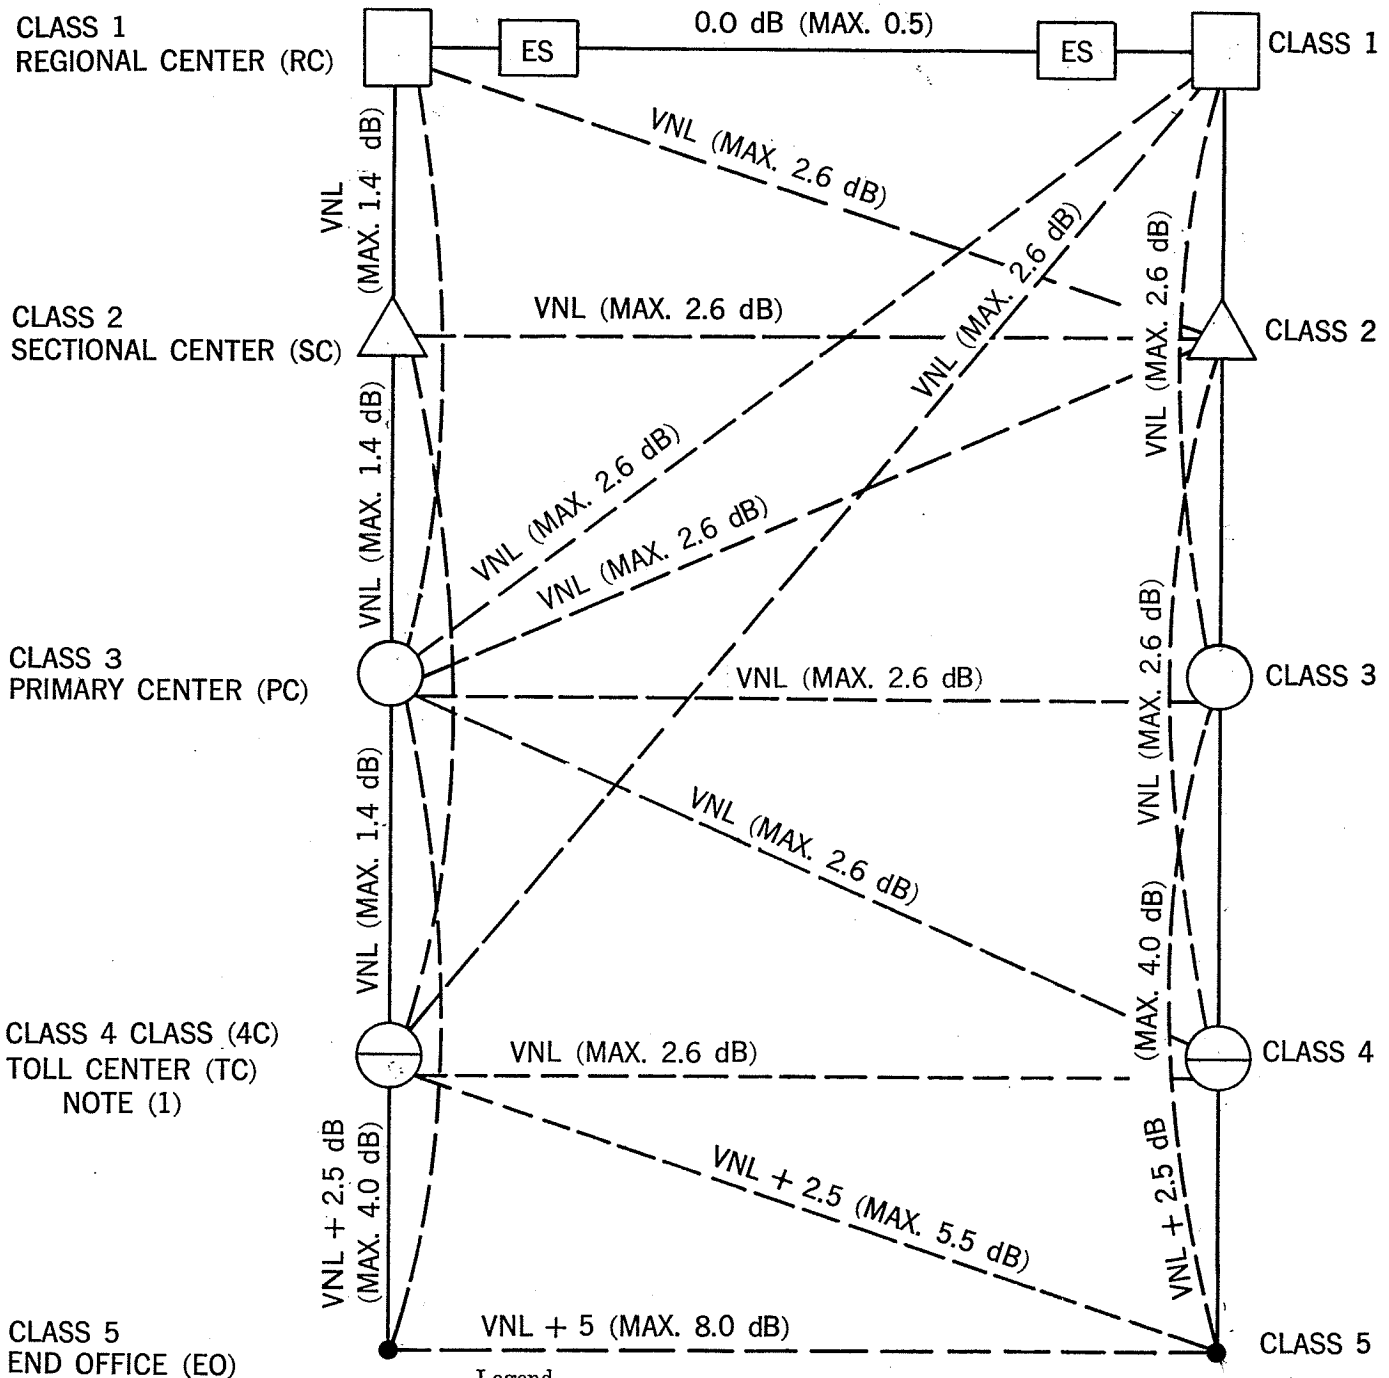 CLASS 1
REGIONAL CENTER (RC)
ES
0.0 dB (MAX. 0.5)
ES
CLASS 1
VNL
(MAX. 1.4 dB)
VNL (MAX. 2.6 dB)
VNL (MAX. 2.6 dB)
VNL (MAX. 2.6 dB)
CLASS 2
SECTIONAL CENTER (SC)
VNL (MAX. 2.6 dB)
CLASS 2
VNL (MAX. 1.4 dB)
VNL (MAX. 2.6 dB)
VNL (MAX. 2.6 dB)
CLASS 3
PRIMARY CENTER (PC)
VNL (MAX. 2.6 dB)
VNL (MAX. 2.6 dB)
CLASS 3
VNL (MAX. 1.4 dB)
VNL (MAX. 2.6 dB)
(MAX. 4.0 dB)
VNL + 2.5 dB
CLASS 4 CLASS (4C)
TOLL CENTER (TC)
NOTE (1)
VNL (MAX. 2.6 dB)
CLASS 4
VNL + 2.5 dB
(MAX. 4.0 dB)
VNL + 2.5 (MAX. 5.5 dB)
CLASS 5
END OFFICE (EO)
VNL + 5 (MAX. 8.0 dB)
CLASS 5
Legend